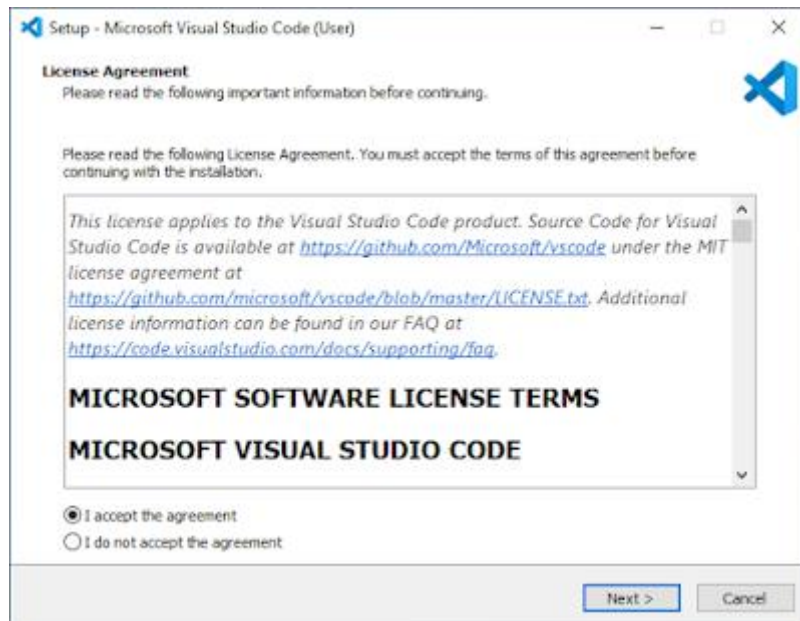 Setup - Microsoft Visual Studio Code (User)
License Agreement
Please read the following important information before continuing.
Please read the following License Agreement. You must accept the terms of this agreement before
continuing with the installation.
This license applies to the Visual Studio Code product. Source Code for Visual
Studio Code is available at https://github.com/Microsoft/vscode under the MIT
license agreement at
https://github.com/microsoft/vscode/blob/master/LICENSE.txt. Additional
license information can be found in our FAQ at
https://code.visualstudio.com/docs/supporting/faq.
MICROSOFT SOFTWARE LICENSE TERMS
MICROSOFT VISUAL STUDIO CODE
I accept the agreement
I do not accept the agreement
Next >
Cancel